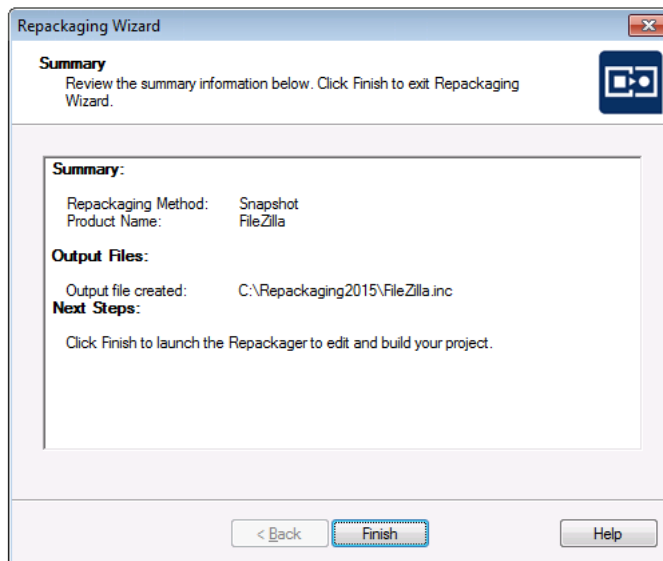 Repackaging Wizard
Summary
Review the summary information below. Click Finish to exit Repackaging
Wizard.
Summary:
Repackaging Method: Snapshot
Product Name: FileZilla
Output Files:
Output file created: C:\Repackaging2015\FileZilla.inc
Next Steps:
Click Finish to launch the Repackager to edit and build your project.
< Back Finish Help